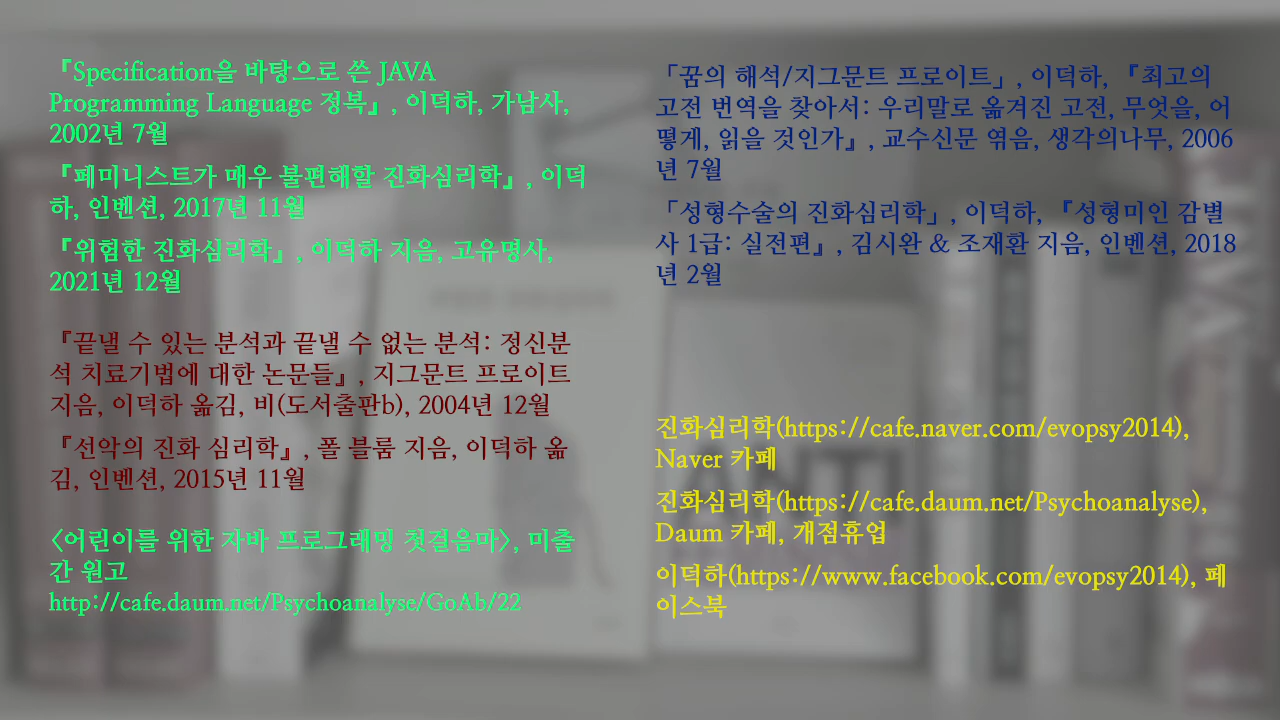 『Specification을 바탕으로 쓴 JAVA
Programming Language 정복』, 이덕하, 가남사,
2002년 7월
『페미니스트가 매우 불편해할 진화심리학』, 이덕
하, 인벤션, 2017년 11월
『위험한 진화심리학』, 이덕하 지음, 고유명사,
2021년 12월
『끝낼 수 있는 분석과 끝낼 수 없는 분석: 정신분
석 치료기법에 대한 논문들』, 지그문트 프로이트
지음, 이덕하 옮김, 비(도서출판b), 2004년 12월
『선악의 진화 심리학』, 폴 블룸 지음, 이덕하 옮
김, 인벤션, 2015년 11월
〈어린이를 위한 자바 프로그래밍 첫걸음마〉, 미출
간 원고
http://cafe.daum.net/Psychoanalyse/GoAb/22
「꿈의 해석/지그문트 프로이트」, 이덕하, 『최고의
고전 번역을 찾아서: 우리말로 옮겨진 고전, 무엇을, 어
떻게, 읽을 것인가』, 교수신문 엮음, 생각의나무, 2006
년 7월
「성형수술의 진화심리학」, 이덕하, 『성형미인 감별
사 1급: 실전편』, 김시완 & 조재환 지음, 인벤션, 2018
년 2월
진화심리학(https://cafe.naver.com/evopsy2014),
Naver 카페
진화심리학(https://cafe.daum.net/Psychoanalyse),
Daum 카페, 개점휴업
이덕하(https://www.facebook.com/evopsy2014), 페
이스북